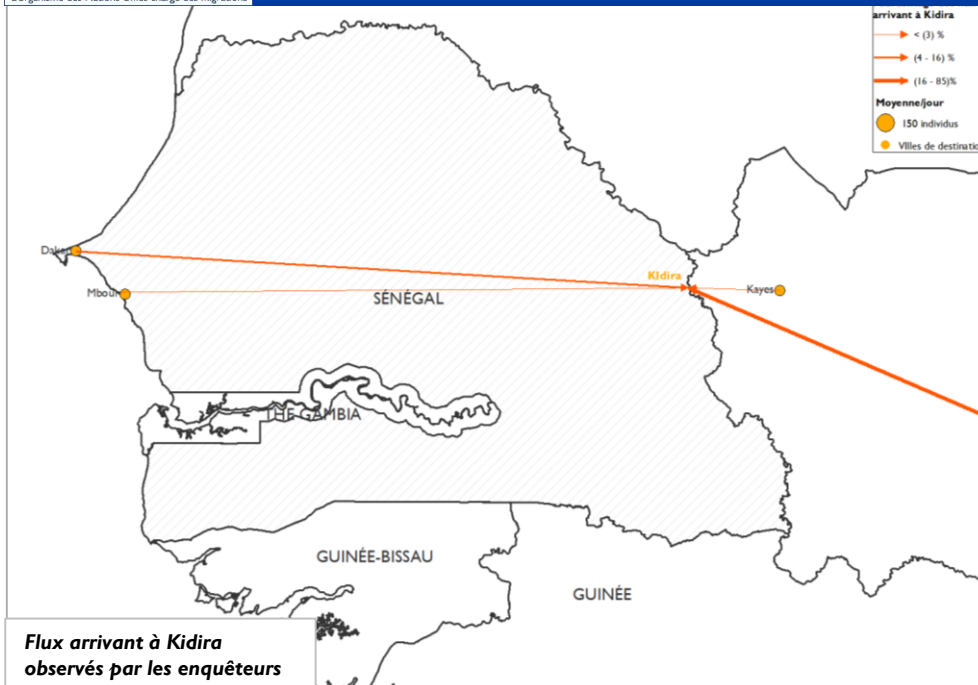 arrivant à Kidira
< (3) %
(4 - 16) %
(16 - 85)%
Moyenne/jour
150 individus
Villes de destinatio
Dakar
Mbour
KIdira
Kayes
SÉNÉGAL
THE GAMBIA
GUINÉE-BISSAU
GUINÉE
Flux arrivant à Kidira
observés par les enquêteurs